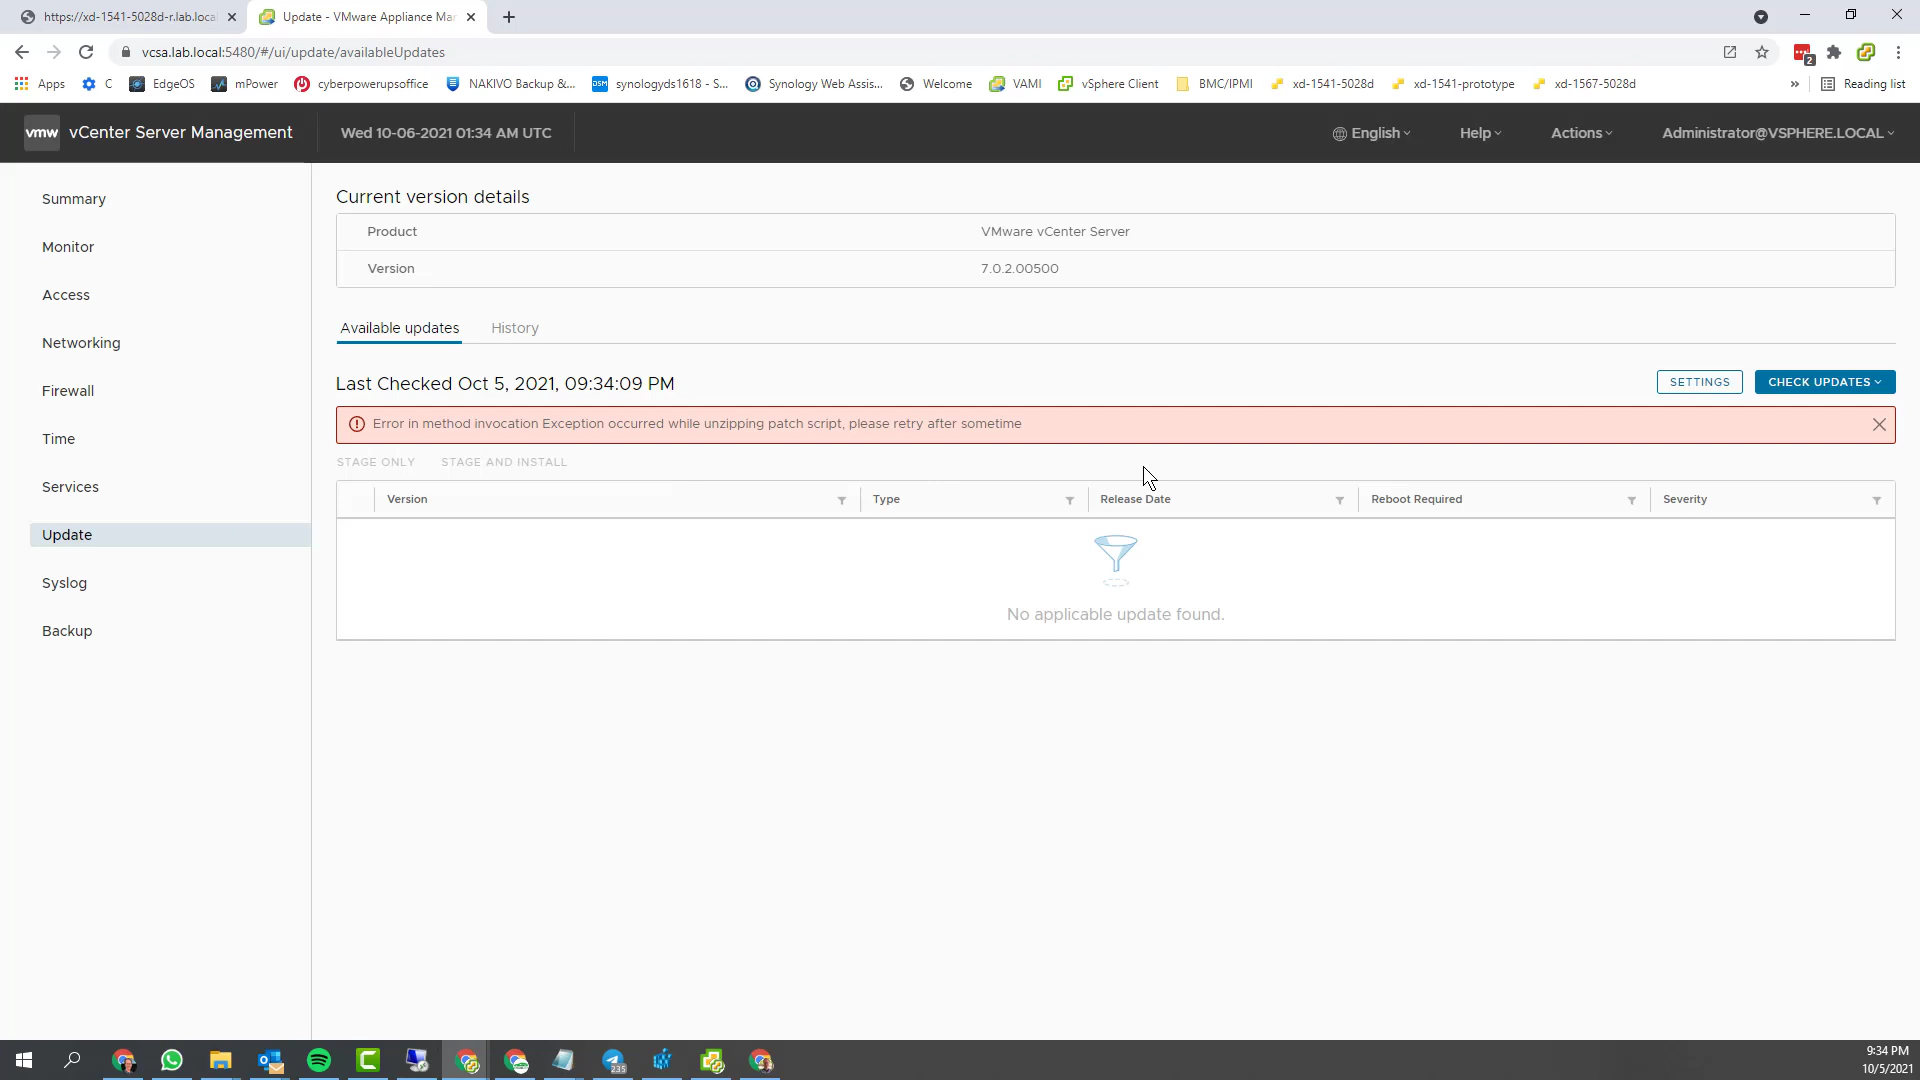 https://xd-1541-5028d-r.lab.loca
Update - VMware Appliance Mar
vcsa.lab.local:5480/#/ui/update/availableUpdates
2
Apps
C
EdgeOS
mPower
cyberpowerupsoffice
NAKIVO Backup &...
DSM
synologyds1618 - S...
Synology Web Assis...
Welcome
VAMI
vSphere Client
BMC/IPMI
xd-1541-5028d
xd-1541-prototype
xd-1567-5028d
»
Reading list
vmw vCenter Server Management
Wed 10-06-2021 01:34 AM UTC
English
Help
Actions
Administrator@VSPHERE.LOCAL
Summary
Monitor
Access
Networking
Firewall
Time
Services
Update
Syslog
Backup
Current version details
Product VMware vCenter Server
Version 7.0.2.00500
Available updates History
Last Checked Oct 5, 2021, 09:34:09 PM
SETTINGS CHECK UPDATES
Error in method invocation Exception occurred while unzipping patch script, please retry after sometime
STAGE ONLY STAGE AND INSTALL
Version Type Release Date Reboot Required Severity
No applicable update found.
235
9:34 PM
10/5/2021